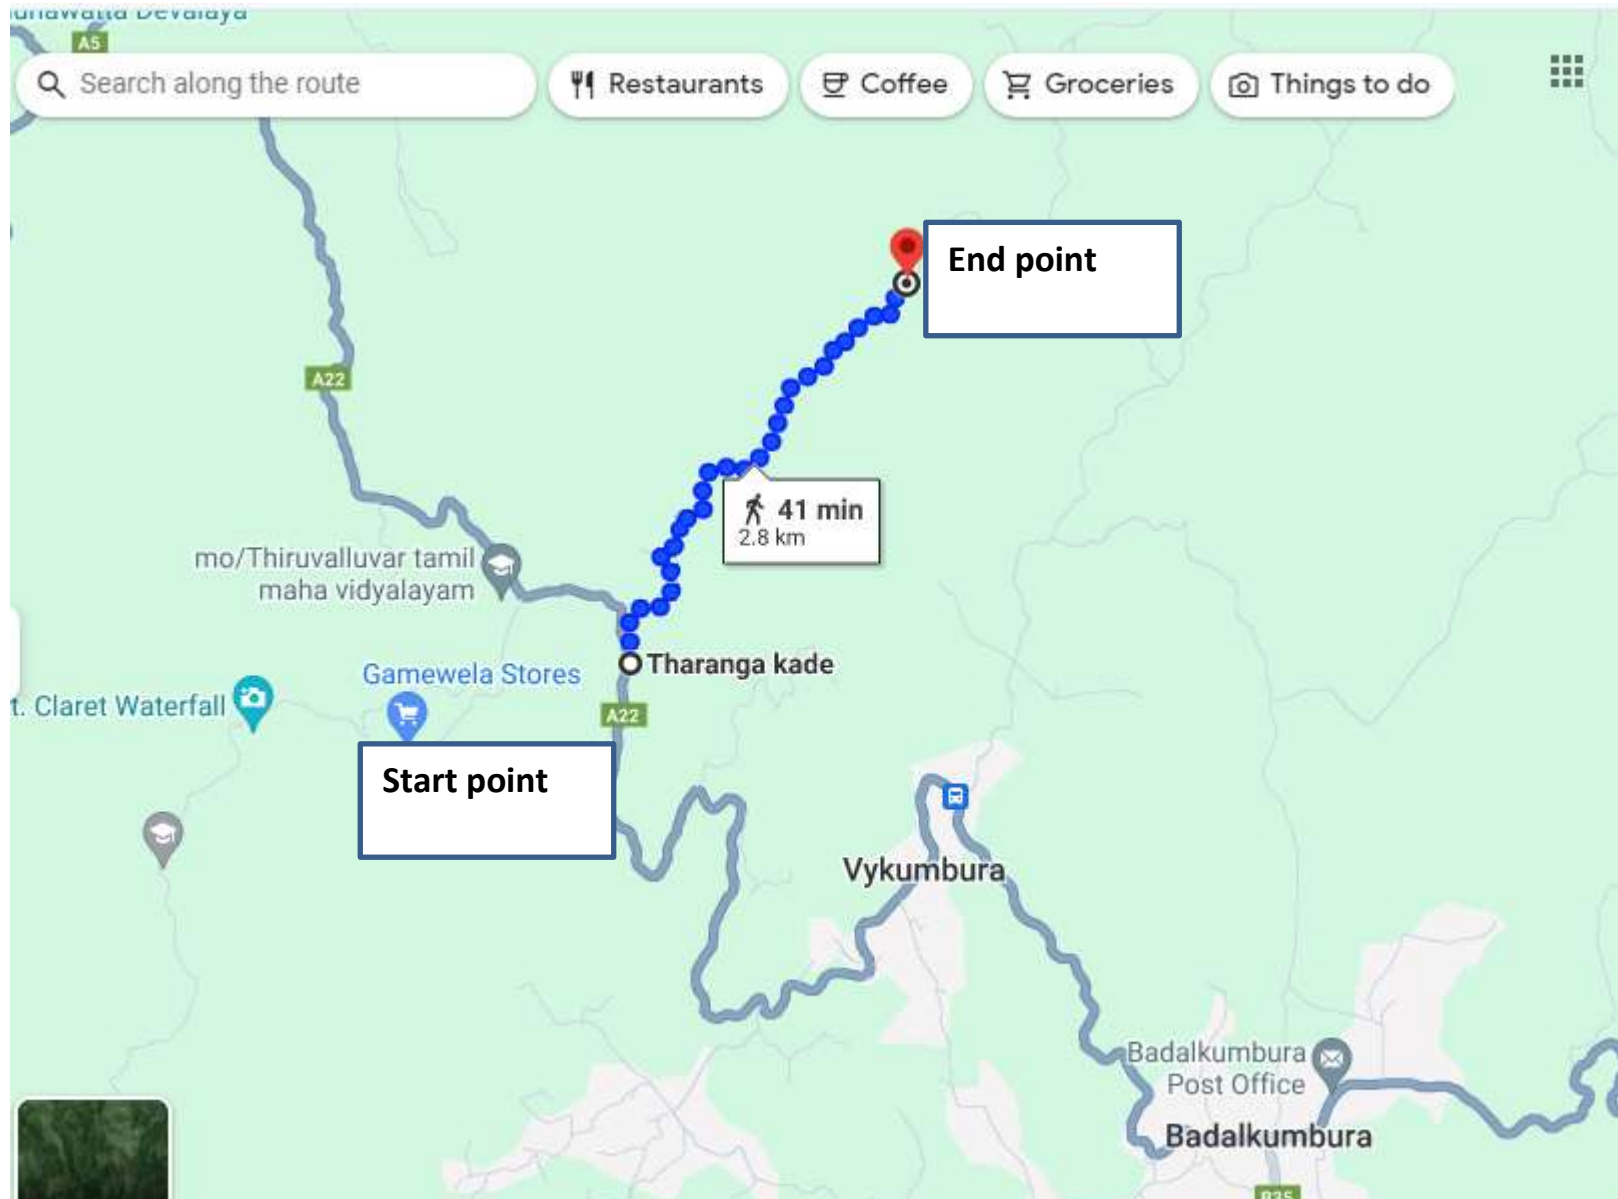 Devalaya
A5
Search along the route
Restaurants
Coffee
Groceries
Things to do
End point
A22
41 min
2.8 km
mo/Thiruvalluvar tamil
maha vidyalayam
Tharanga kade
Gamewela Stores
t. Claret Waterfall
A22
Start point
Vykumbura
Badalkumbura
Post Office
Badalkumbura
B35